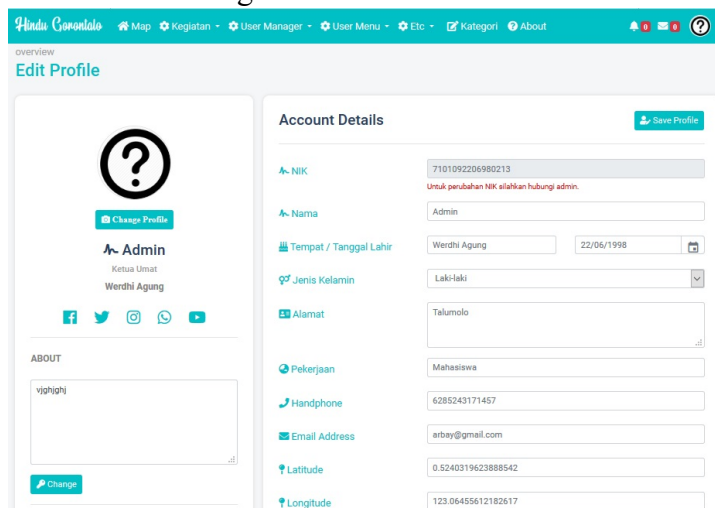 Hindu Gorontalo Map Kegiatan User Manager User Menu Etc Kategori About 0 0
overview
Edit Profile
Change Profile
Admin
Ketua Umat
Werdhi Agung
ABOUT
vjghjghj
Change
Account Details
Save Profile
NIK 7101092206980213
Untuk perubahan NIK silahkan hubungi admin.
Nama Admin
Tempat / Tanggal Lahir Werdhi Agung 22/06/1998
Jenis Kelamin Laki-laki
Alamat Talumolo
Pekerjaan Mahasiswa
Handphone 6285243171457
Email Address arbay@gmail.com
Latitude 0.5240319623888542
Longitude 123.06455612182617